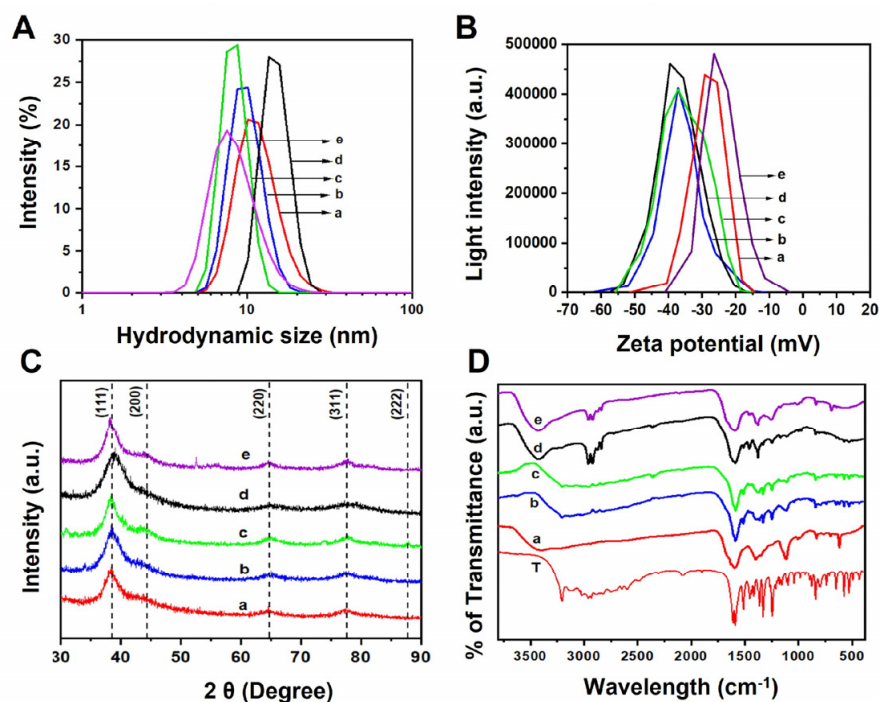 A
Intensity (%)
30
25
20
15
10
5
0
e
d
c
b
a
1
10
100
Hydrodynamic size (nm)
B
Light intensity (a.u.)
500000
400000
300000
200000
100000
0
e
d
c
b
a
-70 -60 -50 -40 -30 -20 -10 0 10 20
Zeta potential (mV)
C
Intensity (a.u.)
(111)
(200)
(220)
(311)
(222)
e
d
c
b
a
30 40 50 60 70 80 90
2 θ (Degree)
D
% of Transmittance (a.u.)
e
d
c
b
a
T
3500 3000 2500 2000 1500 1000 500
Wavelength (cm-1)